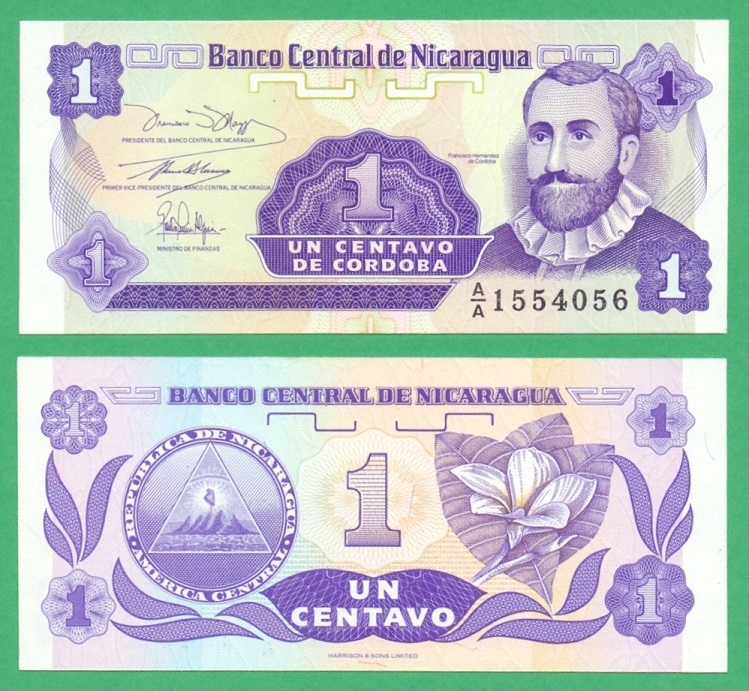 Banco Central de Nicaragua
1
1
PRESIDENTE DEL BANCO CENTRAL DE NICARAGUA
Francisco Hernández
de Córdoba
PRIMER VICE-PRESIDENTE DEL BANCO CENTRAL DE NICARAGUA
1
MINISTRO DE FINANZAS
UN CENTAVO
DE CORDOBA
1
1
A/A 1554056
BANCO CENTRAL DE NICARAGUA
1
1
REPUBLICA DE NICARAGUA
AMERICA CENTRAL
1
UN
CENTAVO
1
1
HARRISON & SONS LIMITED